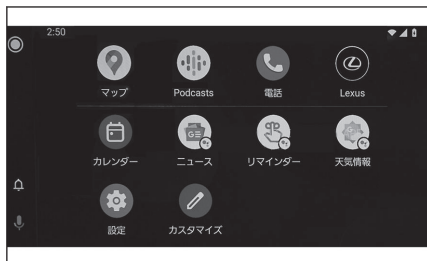 2:50
マップ Podcasts 電話 Lexus
カレンダー ニュース リマインダー 天気情報
設定 カスタマイズ